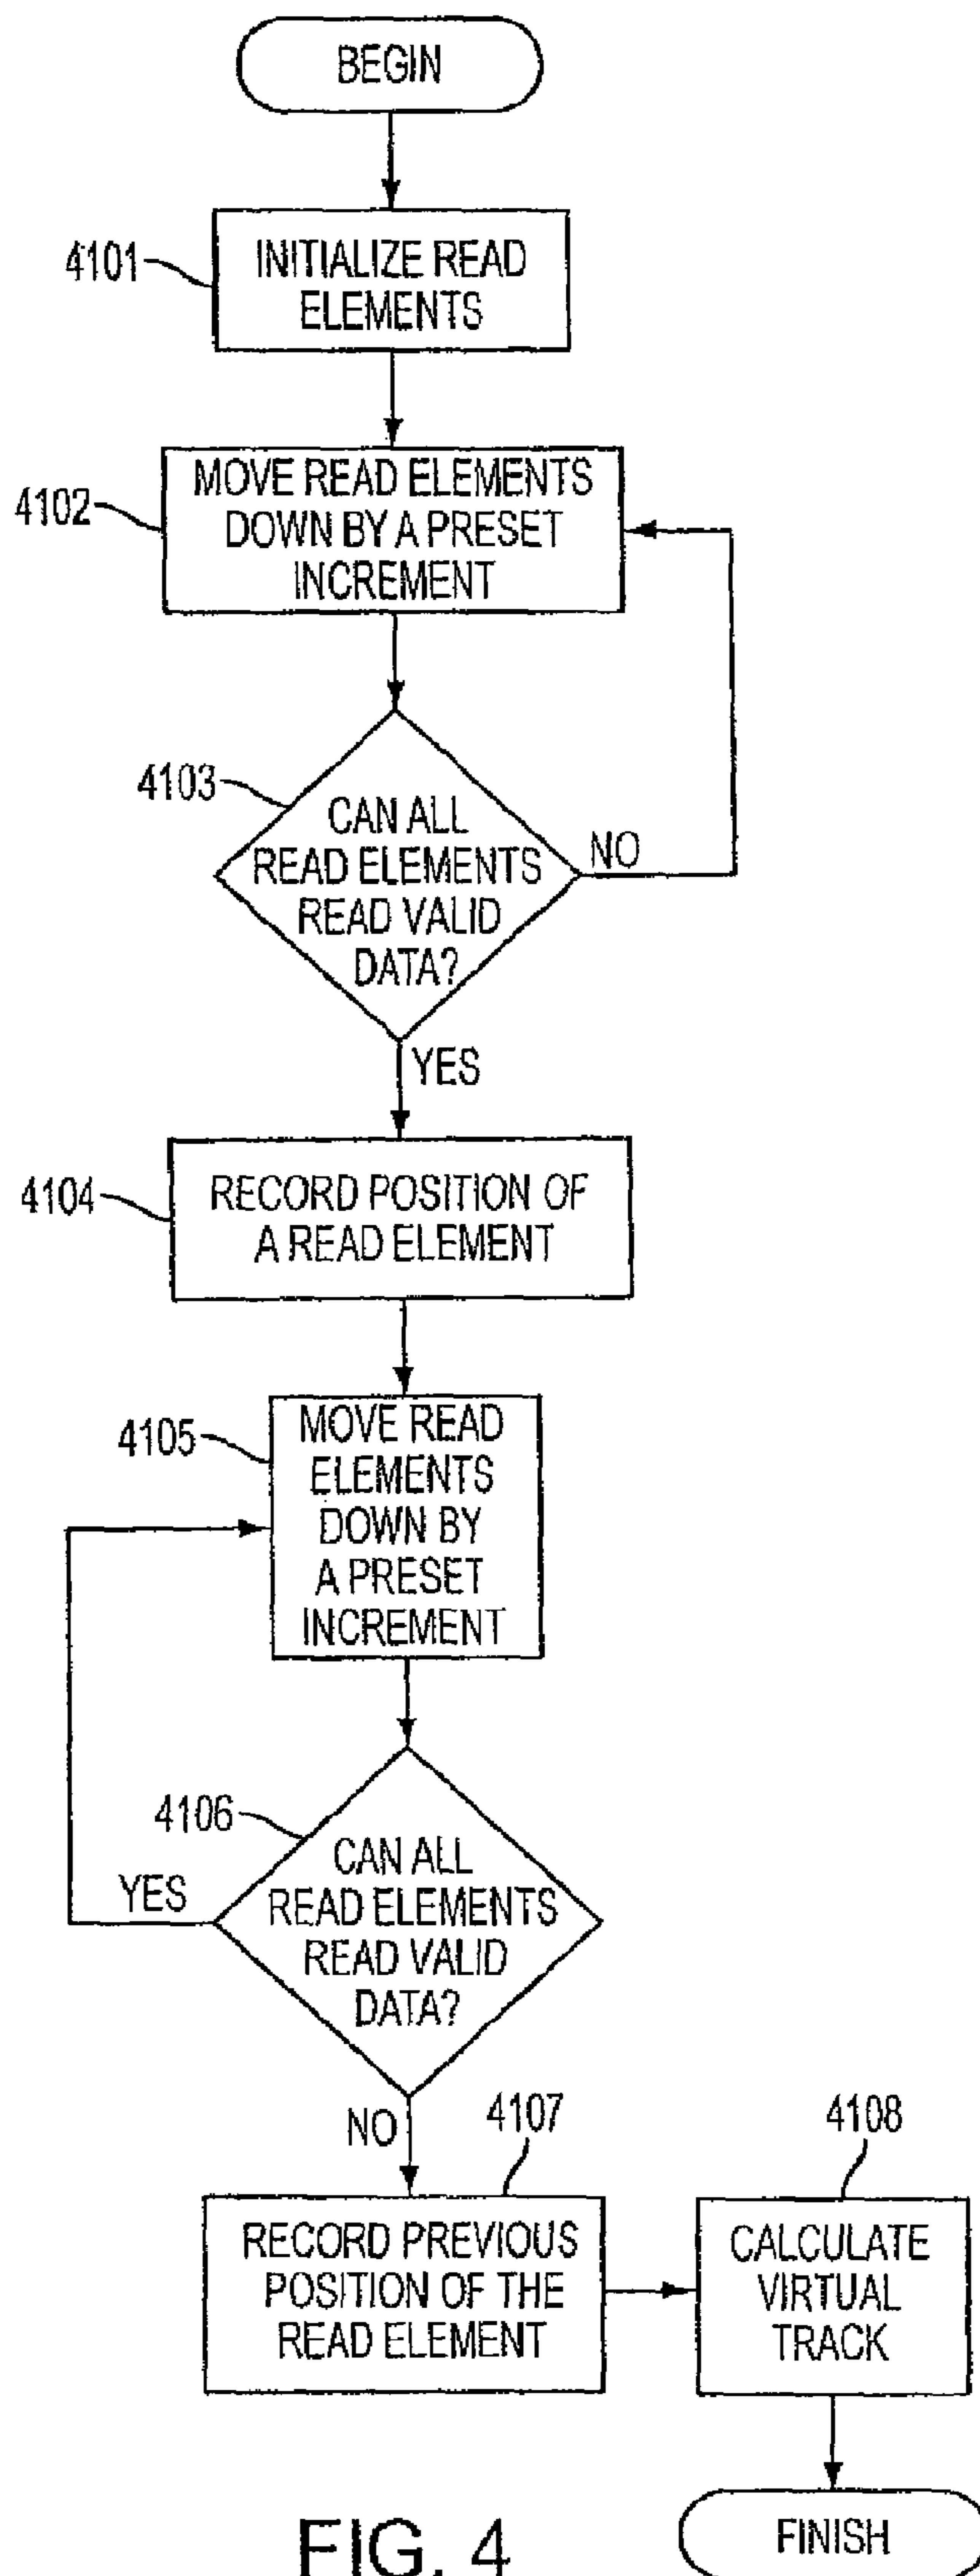 BEGIN
4101
INITIALIZE READ
ELEMENTS
4102
MOVE READ ELEMENTS
DOWN BY A PRESET
INCREMENT
4103
CAN ALL
READ ELEMENTS
READ VALID
DATA?
NO
YES
4104
RECORD POSITION OF
A READ ELEMENT
4105
MOVE READ
ELEMENTS
DOWN BY
A PRESET
INCREMENT
4106
CAN ALL
READ ELEMENTS
READ VALID
DATA?
YES
NO
4107
RECORD PREVIOUS
POSITION OF THE
READ ELEMENT
4108
CALCULATE
VIRTUAL
TRACK
FINISH
FIG. 4